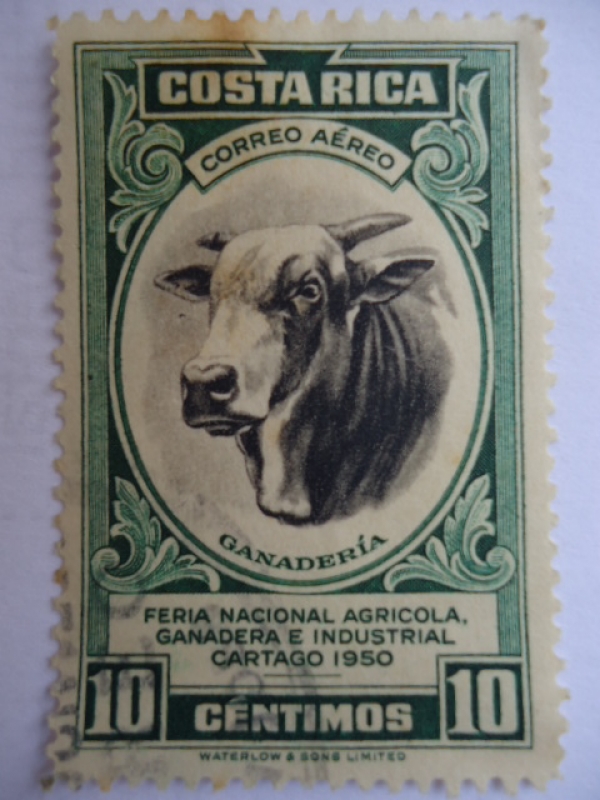 COSTA RICA
CORREO AÉREO
GANADERÍA
FERIA NACIONAL AGRICOLA,
GANADERA E INDUSTRIAL
CARTAGO 1950
10 CENTIMOS 10
WATERLOW & SONS LIMITED